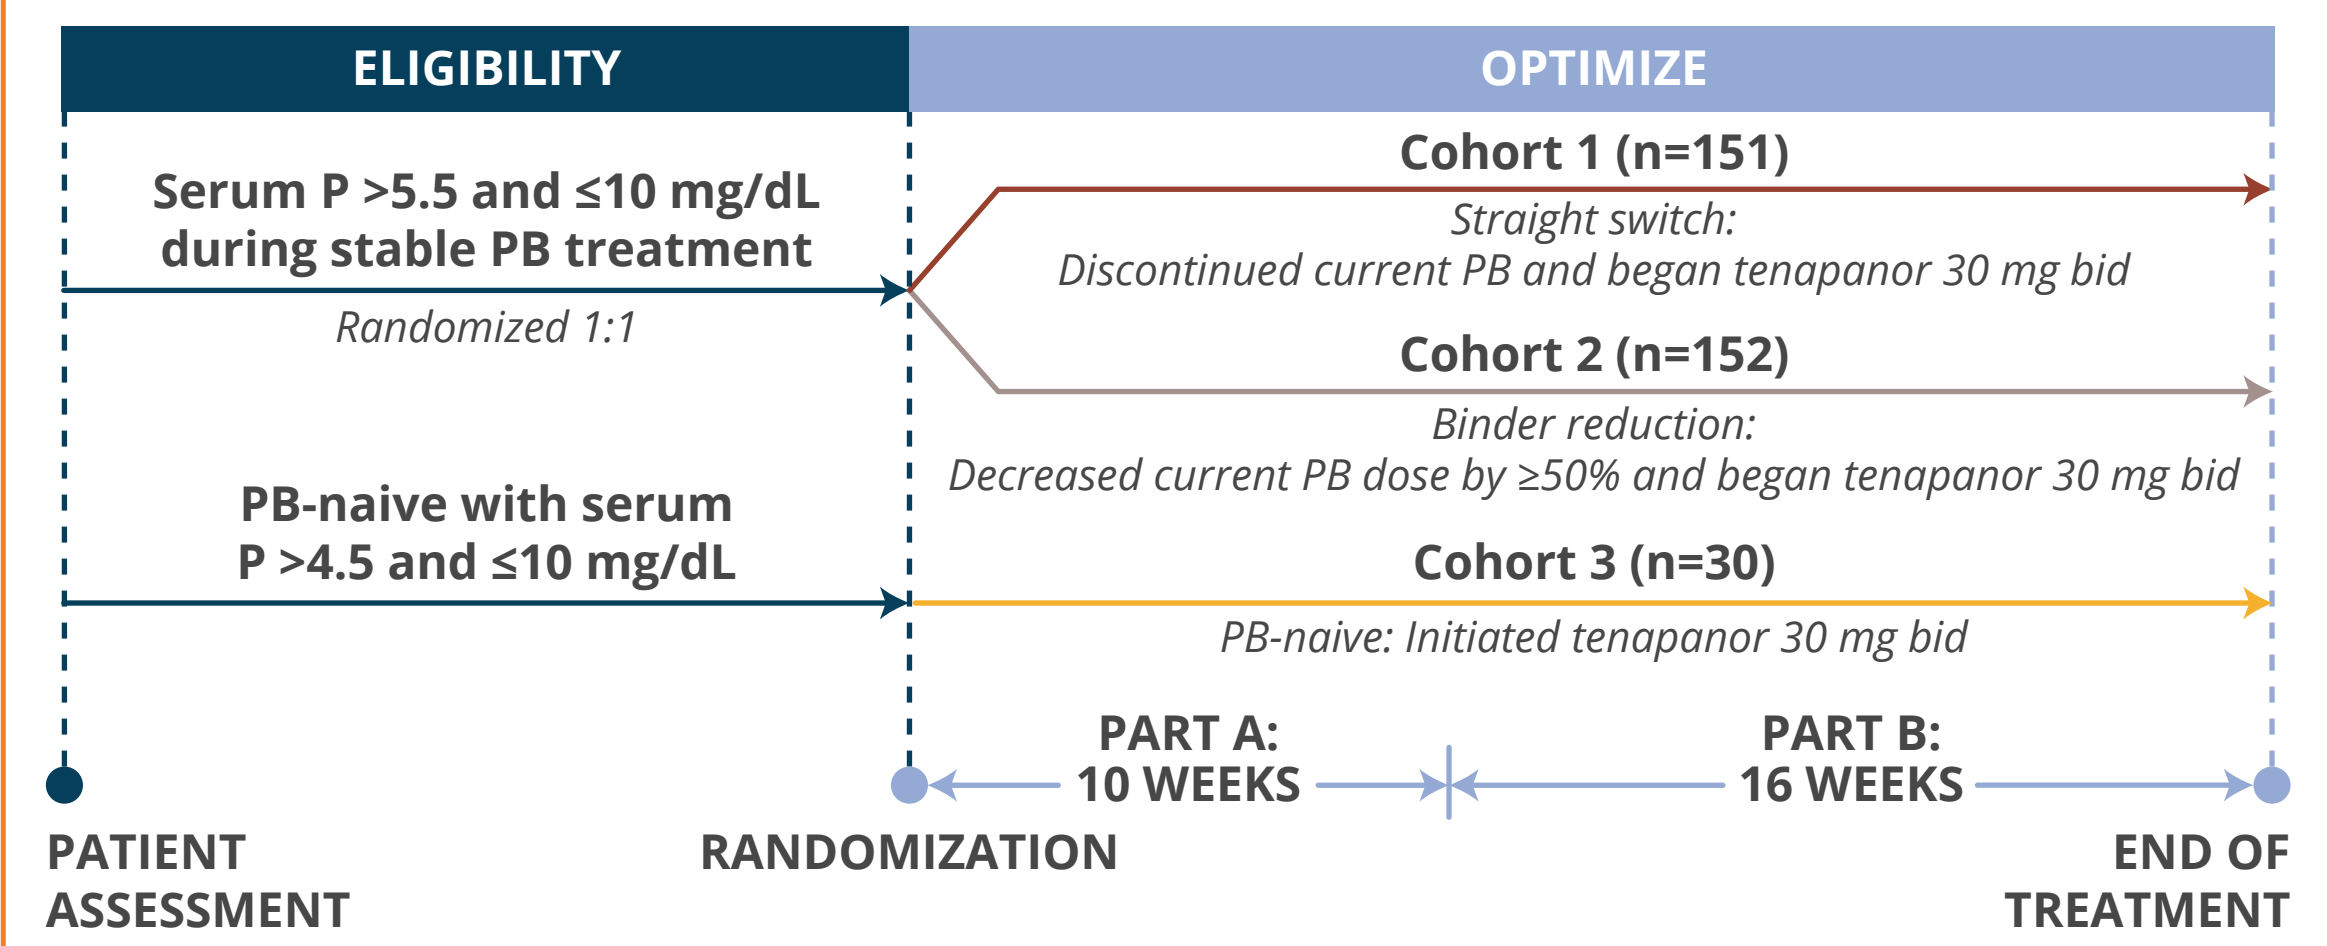 ELIGIBILITY
OPTIMIZE
Serum P >5.5 and ≤10 mg/dL
during stable PB treatment
Randomized 1:1
PB-naive with serum
P >4.5 and ≤10 mg/dL
Cohort 1 (n=151)
Straight switch:
Discontinued current PB and began tenapanor 30 mg bid
Cohort 2 (n=152)
Binder reduction:
Decreased current PB dose by ≥50% and began tenapanor 30 mg bid
Cohort 3 (n=30)
PB-naive: Initiated tenapanor 30 mg bid
PART A:
10 WEEKS
PART B:
16 WEEKS
PATIENT
ASSESSMENT
RANDOMIZATION
END OF
TREATMENT